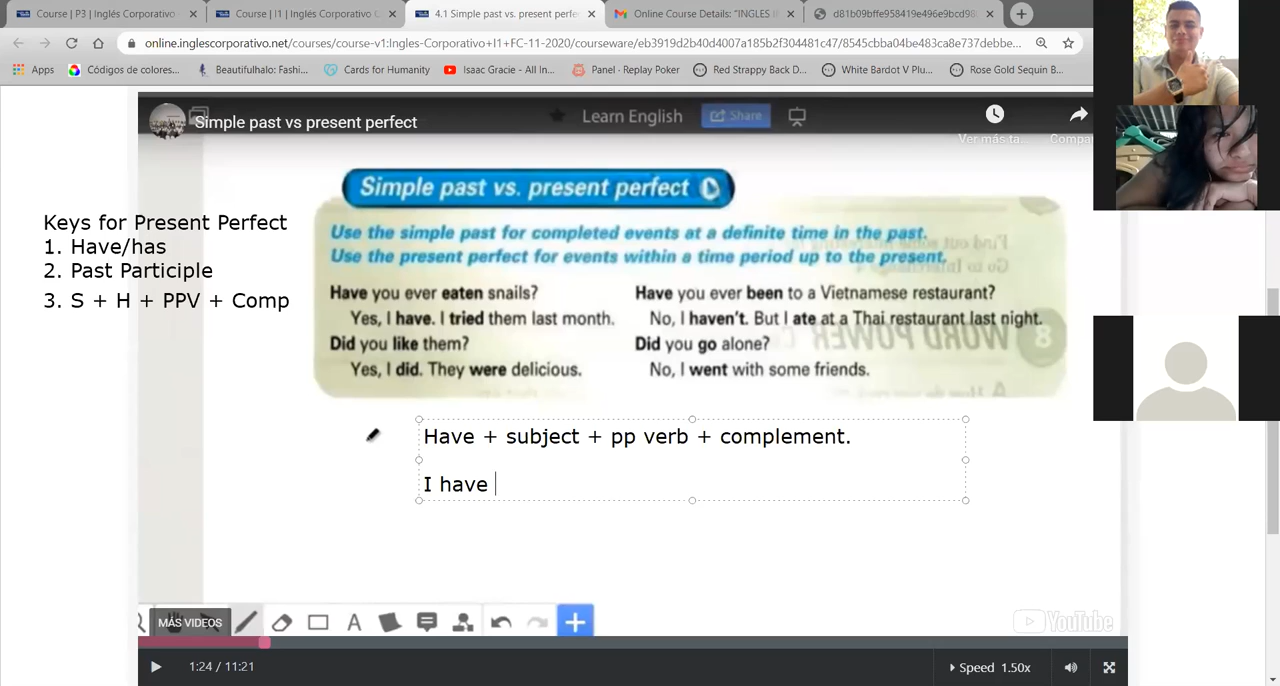 Course | P3 | Inglés Corporativo
Course | I1 | Inglés Corporativo C
4.1 Simple past vs. present perfe
Online Course Details: "INGLES I
d81b09bffe958419e496e9bcd98
online.inglescorporativo.net/courses/course-v1:Ingles-Corporativo+I1+FC-11-2020/courseware/eb3919d2b40d4007a185b2f304481c47/8545cbba04be483ca8e737debbe...
Apps
Códigos de colores...
Beautifulhalo: Fashi...
Cards for Humanity
Isaac Gracie - All In...
Panel · Replay Poker
Red Strappy Back D...
White Bardot V Plu...
Rose Gold Sequin B...
Simple past vs present perfect
Learn English
Share
Ver más ta...
Compa
Keys for Present Perfect
1. Have/has
2. Past Participle
3. S + H + PPV + Comp
Simple past vs. present perfect
Use the simple past for completed events at a definite time in the past.
Use the present perfect for events within a time period up to the present.
Have you ever eaten snails?
Yes, I have. I tried them last month.
Did you like them?
Yes, I did. They were delicious.
Have you ever been to a Vietnamese restaurant?
No, I haven't. But I ate at a Thai restaurant last night.
Did you go alone?
No, I went with some friends.
8 WORD POWER
Have + subject + pp verb + complement.
I have
MÁS VIDEOS
YouTube
1:24 / 11:21
Speed 1.50x